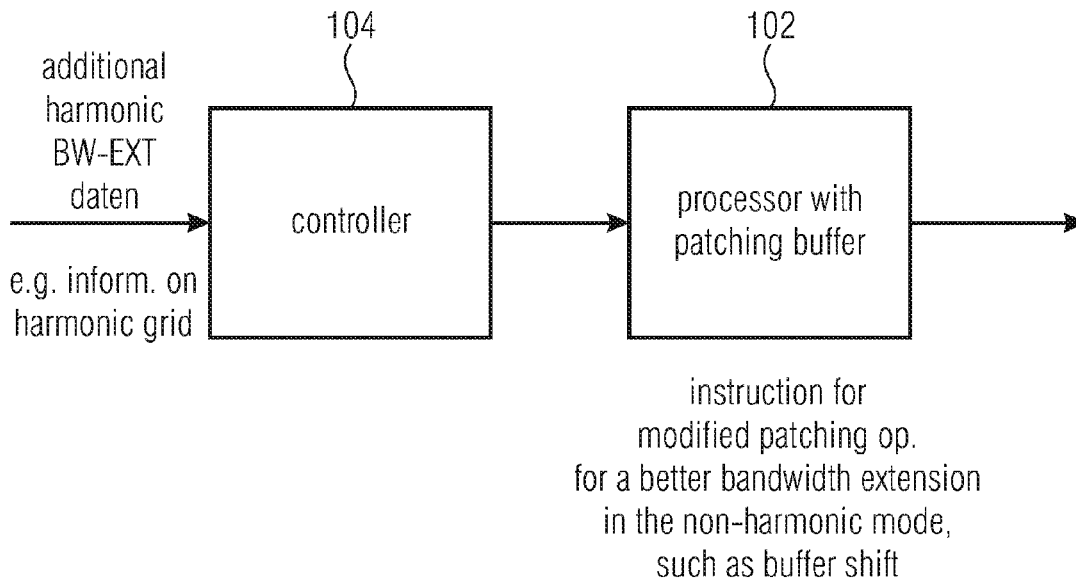 104
102
additional
harmonic
BW-EXT
daten
e.g. inform. on
harmonic grid
controller
processor with
patching buffer
instruction for
modified patching op.
for a better bandwidth extension
in the non-harmonic mode,
such as buffer shift